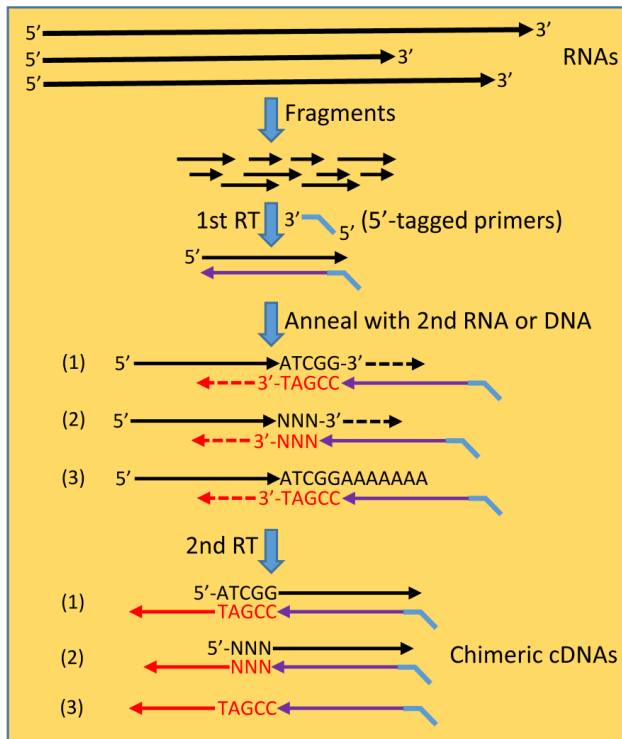 5’ 3’
5’ 3’ RNAs
5’ 3’
Fragments
1st RT 3’ 5’ (5’-tagged primers)
5’
Anneal with 2nd RNA or DNA
(1) 5’ ATCGG-3’
3’-TAGCC
(2) 5’ NNN-3’
3’-NNN
(3) 5’ ATCGGAAAAAAA
3’-TAGCC
2nd RT
5’-ATCGG
(1) TAGCC
5’-NNN
(2) NNN Chimeric cDNAs
(3) TAGCC